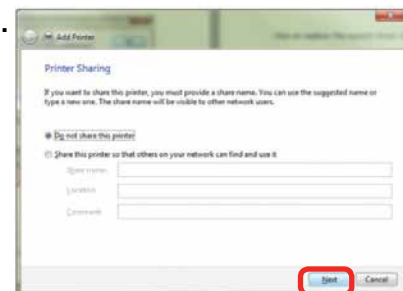 .
Add Printer
Printer Sharing
If you want to share this printer, you must provide a share name. You can use the suggested name or
type a new one. The share name will be visible to other network users.
Do not share this printer
Share this printer so that others on your network can find and use it
Share name:
Location:
Comment:
Next Cancel